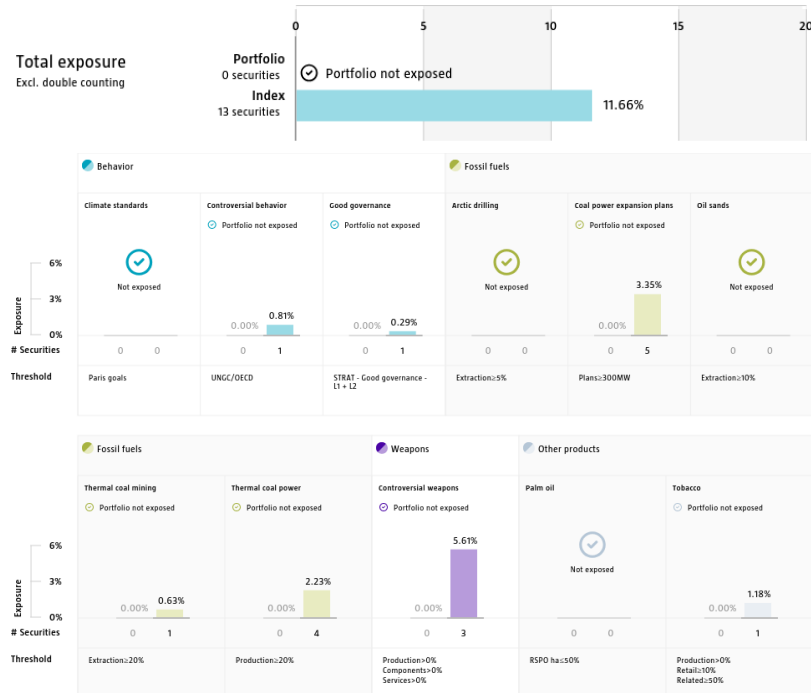 0 5 10 15 20
Total exposure
Excl. double counting
Portfolio
0 securities
Portfolio not exposed
Index
13 securities
11.66%
Behavior
Fossil fuels
Climate standards
Controversial behavior
Good governance
Arctic drilling
Coal power expansion plans
Oil sands
Portfolio not exposed
Portfolio not exposed
Portfolio not exposed
Exposure
6%
3%
0%
Not exposed
0.00% 0.81%
0.00% 0.29%
Not exposed
0.00% 3.35%
Not exposed
# Securities
0 0
0 1
0 1
0 0
0 5
0 0
Threshold
Paris goals
UNGC/OECD
STRAT - Good governance -
L1 + L2
Extraction≥5%
Plans≥300MW
Extraction≥10%
Fossil fuels
Weapons
Other products
Thermal coal mining
Thermal coal power
Controversial weapons
Palm oil
Tobacco
Portfolio not exposed
Portfolio not exposed
Portfolio not exposed
Portfolio not exposed
Exposure
6%
3%
0%
0.00% 0.63%
0.00% 2.23%
0.00% 5.61%
Not exposed
0.00% 1.18%
# Securities
0 1
0 4
0 3
0 0
0 1
Threshold
Extraction≥20%
Production≥20%
Production>0%
Components>0%
Services>0%
RSPO ha≤50%
Production>0%
Retail≥10%
Related≥50%